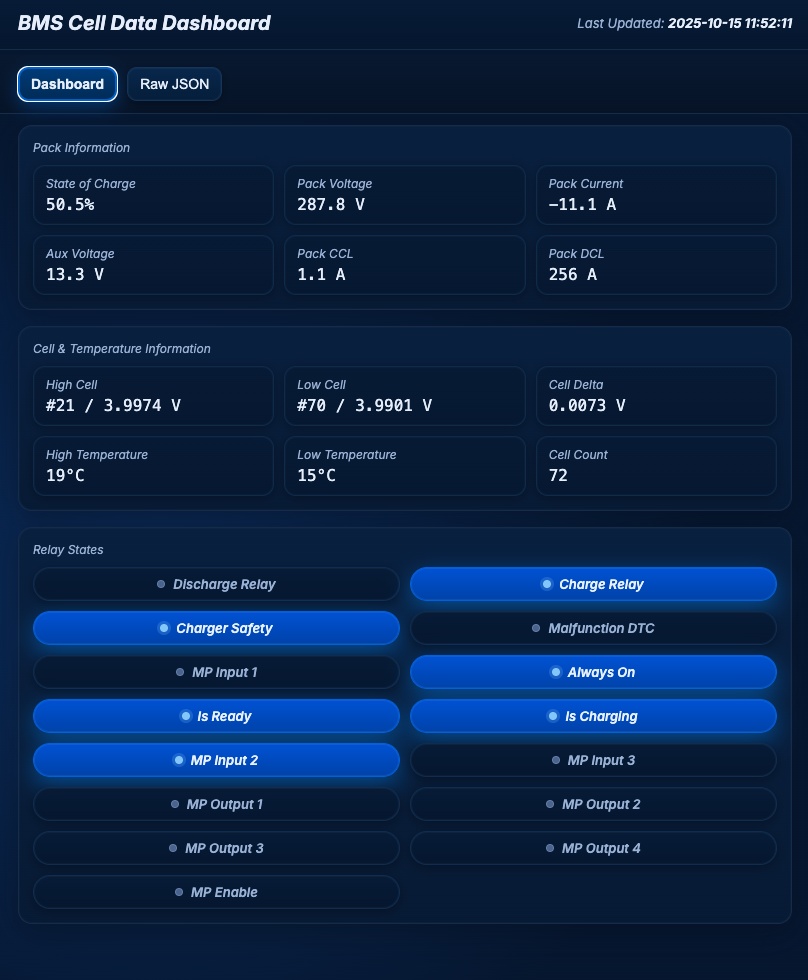 BMS Cell Data Dashboard
Last Updated: 2025-10-15 11:52:11
Dashboard
Raw JSON
Pack Information
State of Charge
50.5%
Pack Voltage
287.8 V
Pack Current
−11.1 A
Aux Voltage
13.3 V
Pack CCL
1.1 A
Pack DCL
256 A
Cell & Temperature Information
High Cell
#21 / 3.9974 V
Low Cell
#70 / 3.9901 V
Cell Delta
0.0073 V
High Temperature
19°C
Low Temperature
15°C
Cell Count
72
Relay States
Discharge Relay
Charge Relay
Charger Safety
Malfunction DTC
MP Input 1
Always On
Is Ready
Is Charging
MP Input 2
MP Input 3
MP Output 1
MP Output 2
MP Output 3
MP Output 4
MP Enable